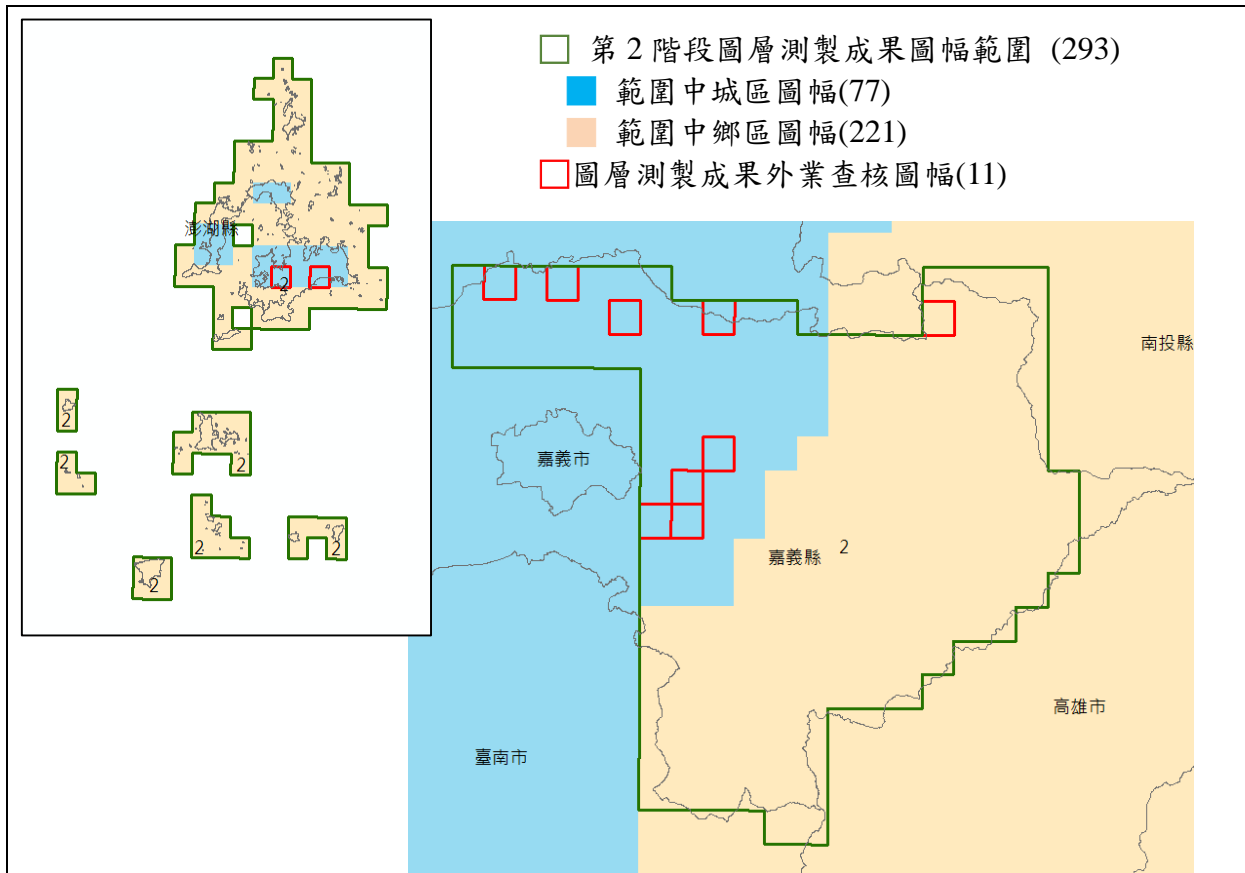 第 2 階段圖層測製成果圖幅範圍 (293)
範圍中城區圖幅(77)
範圍中鄉區圖幅(221)
圖層測製成果外業查核圖幅(11)
澎湖縣
2
2
2
2
2
2
2
2
南投縣
嘉義市
嘉義縣
2
高雄市
臺南市